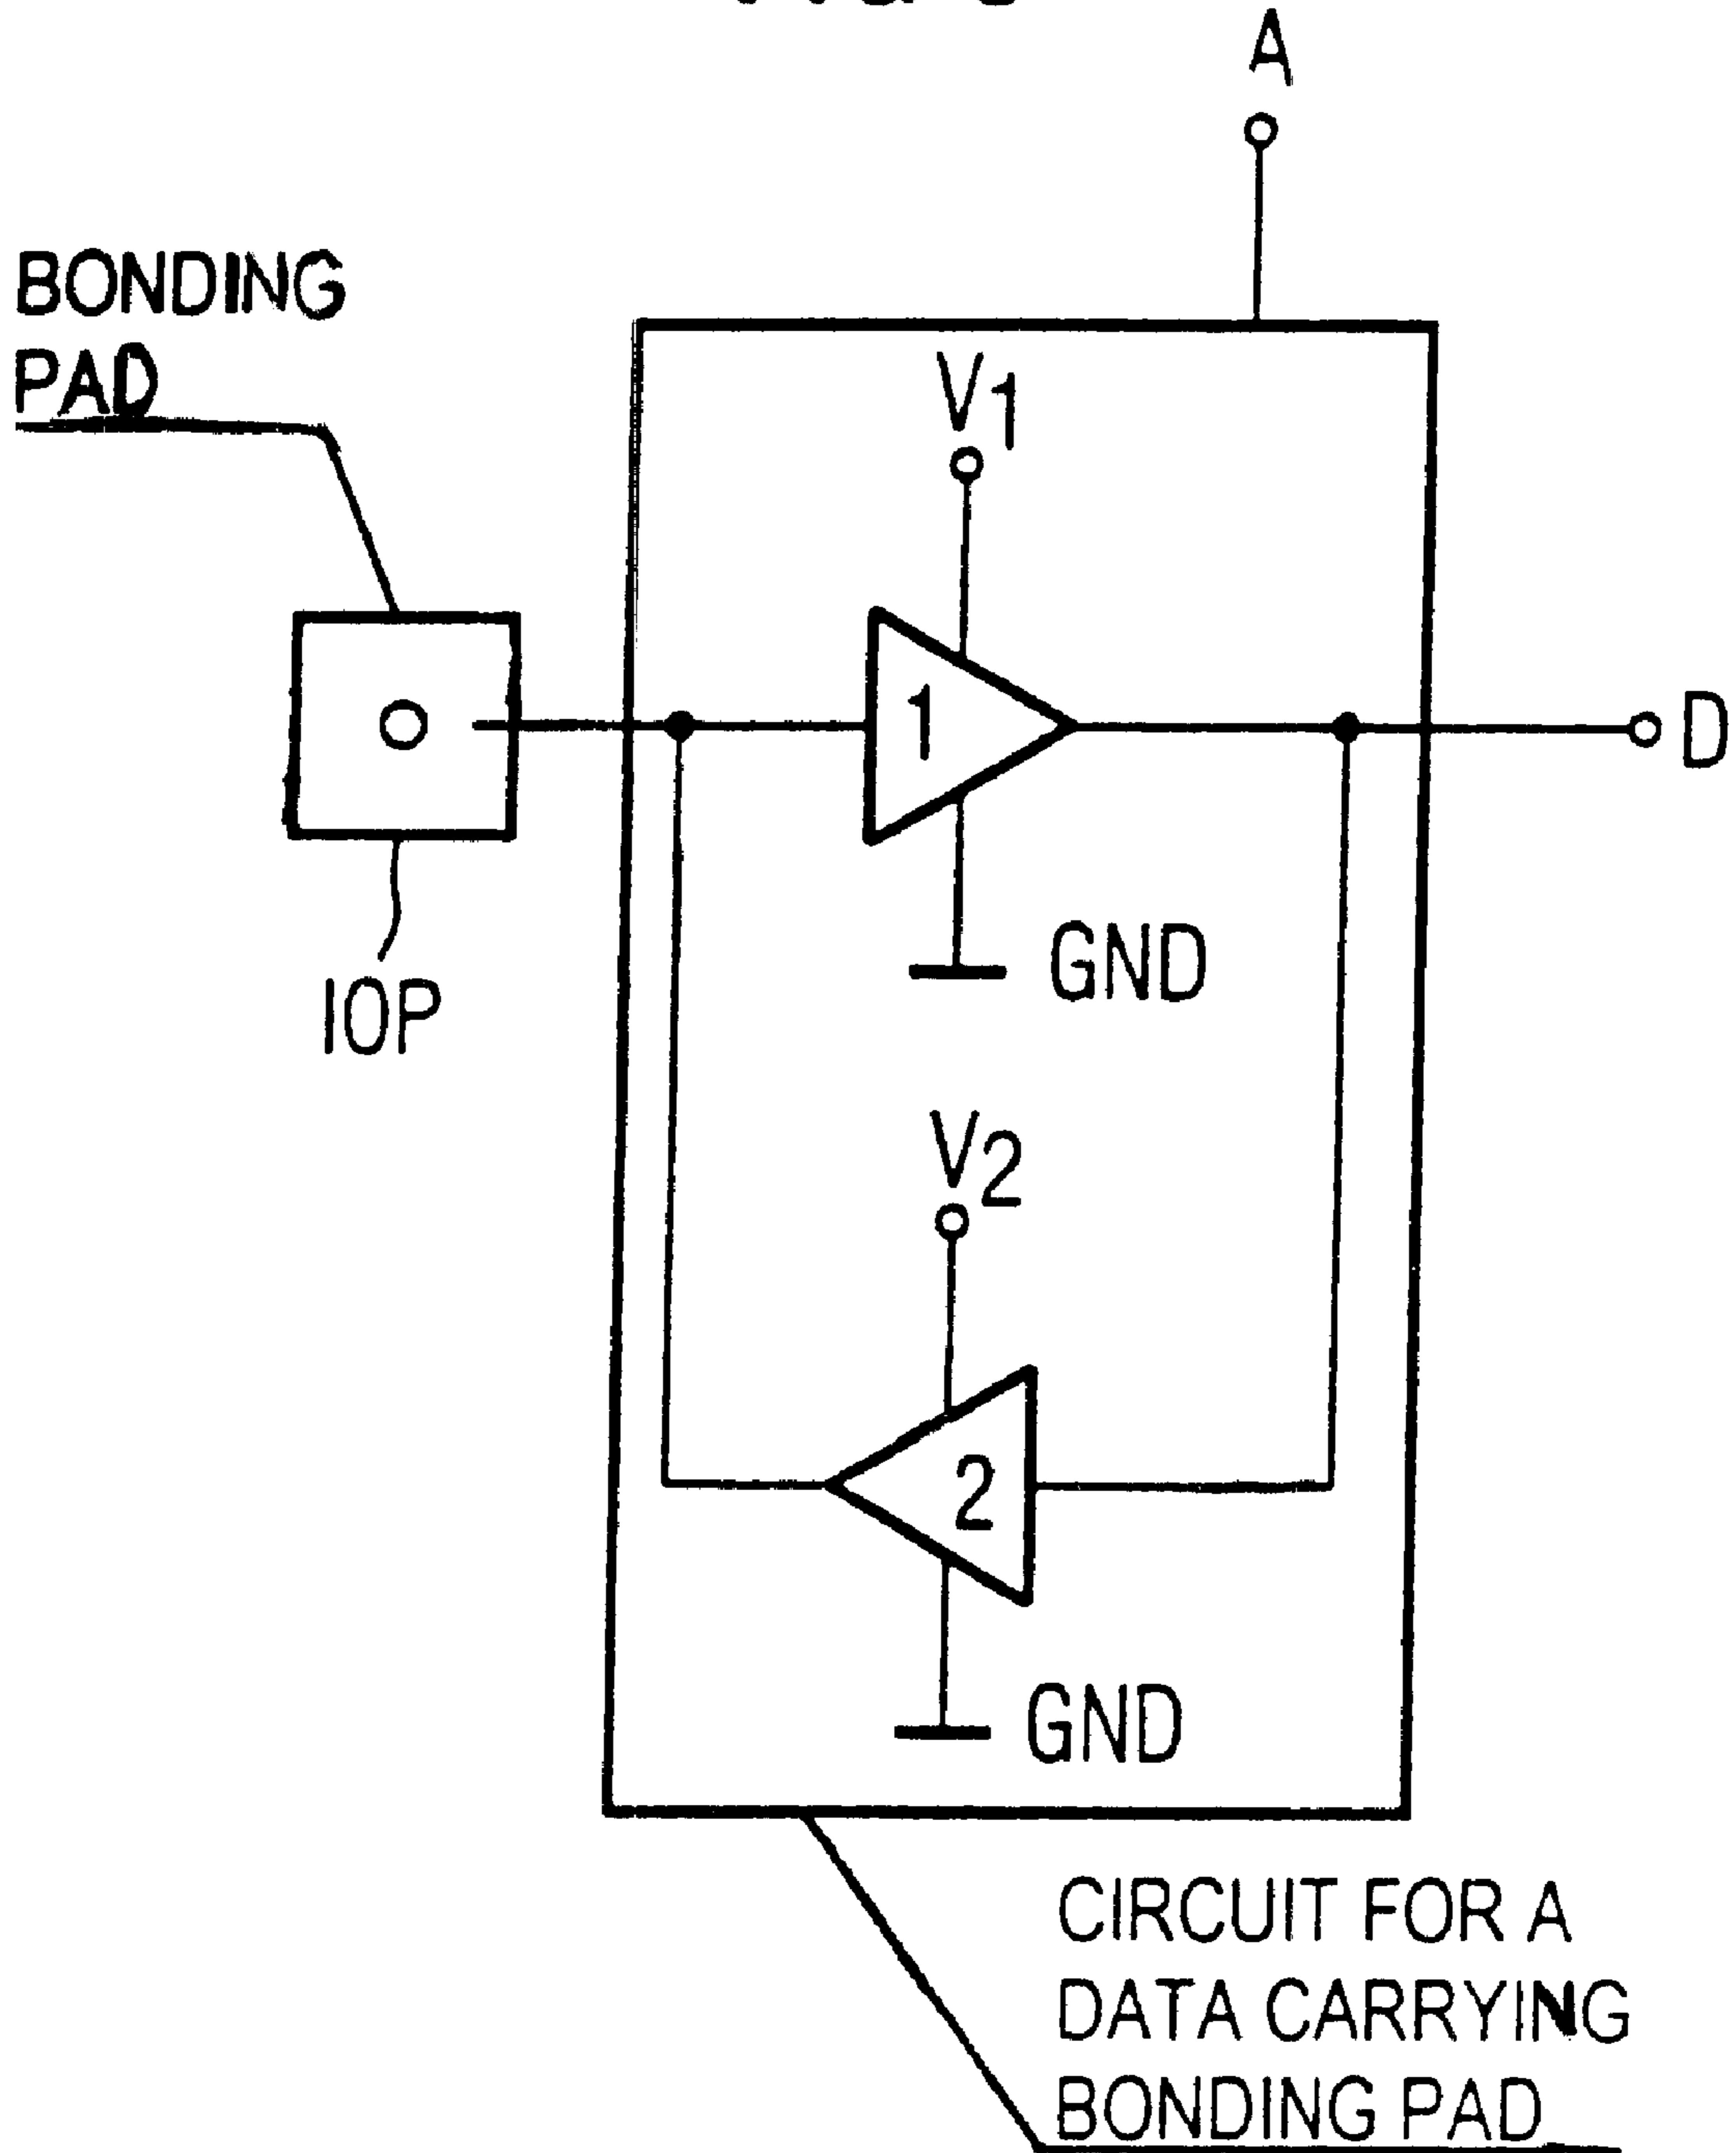 A
BONDING
PAD
V1
1
D
GND
IOP
V2
2
GND
CIRCUIT FOR A
DATA CARRYING
BONDING PAD